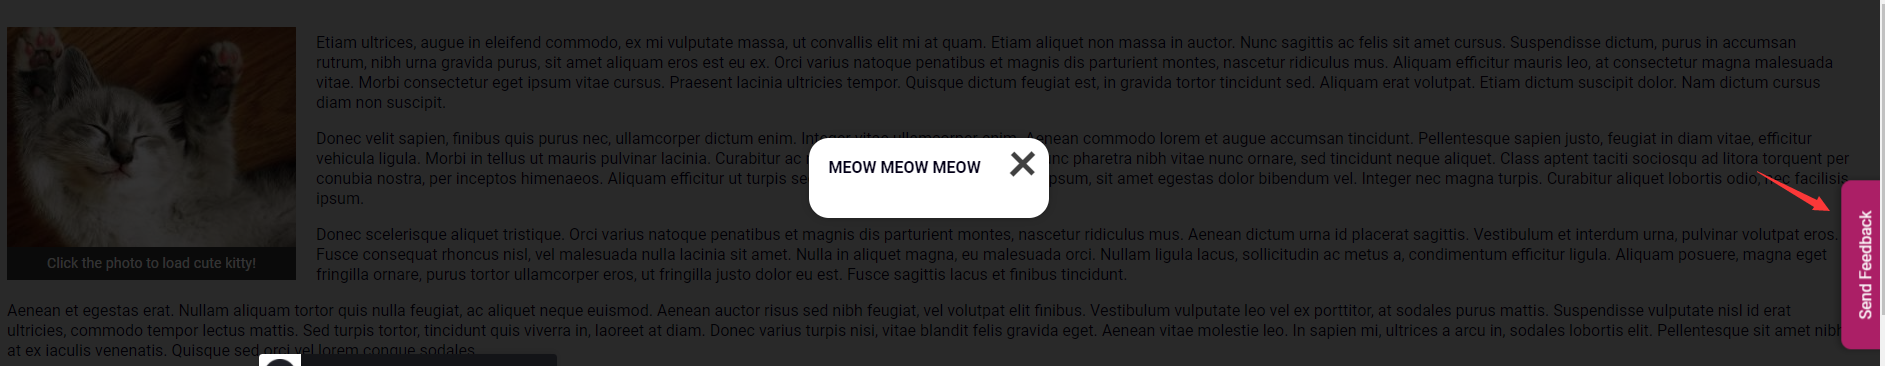 Etiam ultrices, augue in eleifend commodo, ex mi vulputate massa, ut convallis elit mi at quam. Etiam aliquet non massa in auctor. Nunc sagittis ac felis sit amet cursus. Suspendisse dictum, purus in accumsan
rutrum, nibh urna gravida purus, sit amet aliquam eros est eu ex. Orci varius natoque penatibus et magnis dis parturient montes, nascetur ridiculus mus. Aliquam efficitur mauris leo, at consectetur magna malesuada
vitae. Morbi consectetur eget ipsum vitae cursus. Praesent lacinia ultricies tempor. Quisque dictum feugiat est, in gravida tortor tincidunt sed. Aliquam erat volutpat. Etiam dictum suscipit dolor. Nam dictum cursus
diam non suscipit.
Donec velit sapien, finibus quis purus nec, ullamcorper dictum enim. Integer vitae ullamcorper enim. Aenean commodo lorem et augue accumsan tincidunt. Pellentesque sapien justo, feugiat in diam vitae, efficitur
vehicula ligula. Morbi in tellus ut mauris pulvinar lacinia. Curabitur ac pharetra nibh vitae nunc ornare, sed tincidunt neque aliquet. Class aptent taciti sociosqu ad litora torquent per
conubia nostra, per inceptos himenaeos. Aliquam efficitur ut turpis sit amet egestas dolor bibendum vel. Integer nec magna turpis. Curabitur aliquet lobortis odio, nec facilisis
ipsum.
MEOW MEOW MEOW
Donec scelerisque aliquet tristique. Orci varius natoque penatibus et magnis dis parturient montes, nascetur ridiculus mus. Aenean dictum urna id placerat sagittis. Vestibulum et interdum urna, pulvinar volutpat eros.
Fusce consequat rhoncus nisl, vel malesuada nulla lacinia sit amet. Nulla in aliquet magna, eu malesuada orci. Nullam ligula lacus, sollicitudin ac metus a, condimentum efficitur ligula. Aliquam posuere, magna eget
fringilla ornare, purus tortor ullamcorper eros, ut fringilla justo dolor eu est. Fusce sagittis lacus et finibus tincidunt.
Click the photo to load cute kitty!
Aenean et egestas erat. Nullam aliquam tortor quis nulla feugiat, ac aliquet neque euismod. Aenean auctor risus sed nibh feugiat, vel volutpat elit finibus. Vestibulum vulputate leo vel ex porttitor, at sodales purus mattis. Suspendisse vulputate nisl id erat
ultricies, commodo tempor lectus mattis. Sed turpis tortor, tincidunt quis viverra in, laoreet at diam. Donec varius turpis nisi, vitae blandit felis gravida eget. Aenean vitae molestie leo. In sapien mi, ultrices a arcu in, sodales lobortis elit. Pellentesque sit amet nibh
at ex iaculis venenatis. Quisque sed orci vel lorem congue sodales.
Send Feedback